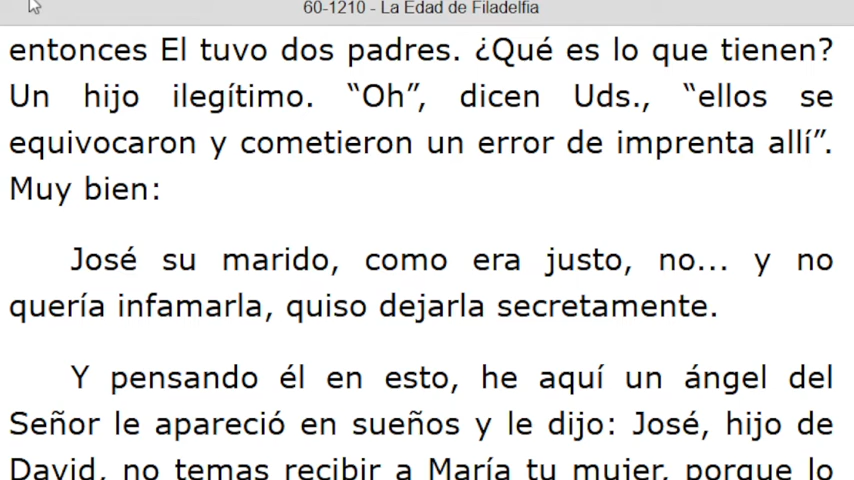 60-1210 - La Edad de Filadelfia
entonces El tuvo dos padres. ¿Qué es lo que tienen?
Un hijo ilegítimo. “Oh”, dicen Uds., “ellos se
equivocaron y cometieron un error de imprenta allí”.
Muy bien:
José su marido, como era justo, no... y no
quería infamarla, quiso dejarla secretamente.
Y pensando él en esto, he aquí un ángel del
Señor le apareció en sueños y le dijo: José, hijo de
David, no temas recibir a María tu mujer, porque lo